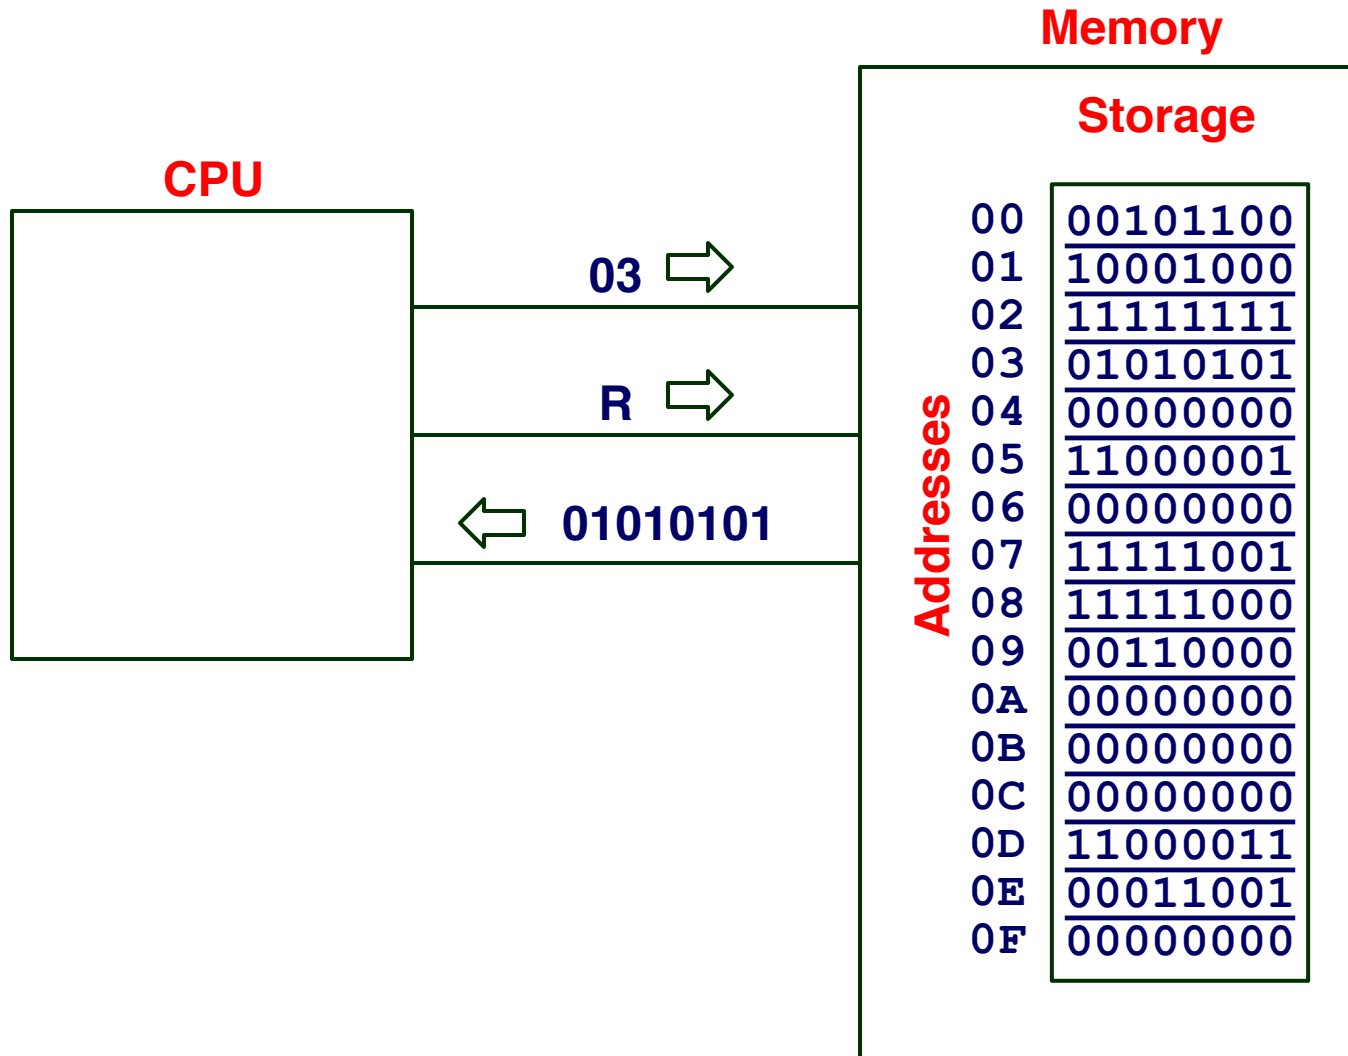 Memory
Storage
CPU
03
R
01010101
Addresses
00 00101100
01 10001000
02 11111111
03 01010101
04 00000000
05 11000001
06 00000000
07 11111001
08 11111000
09 00110000
0A 00000000
0B 00000000
0C 00000000
0D 11000011
0E 00011001
0F 00000000